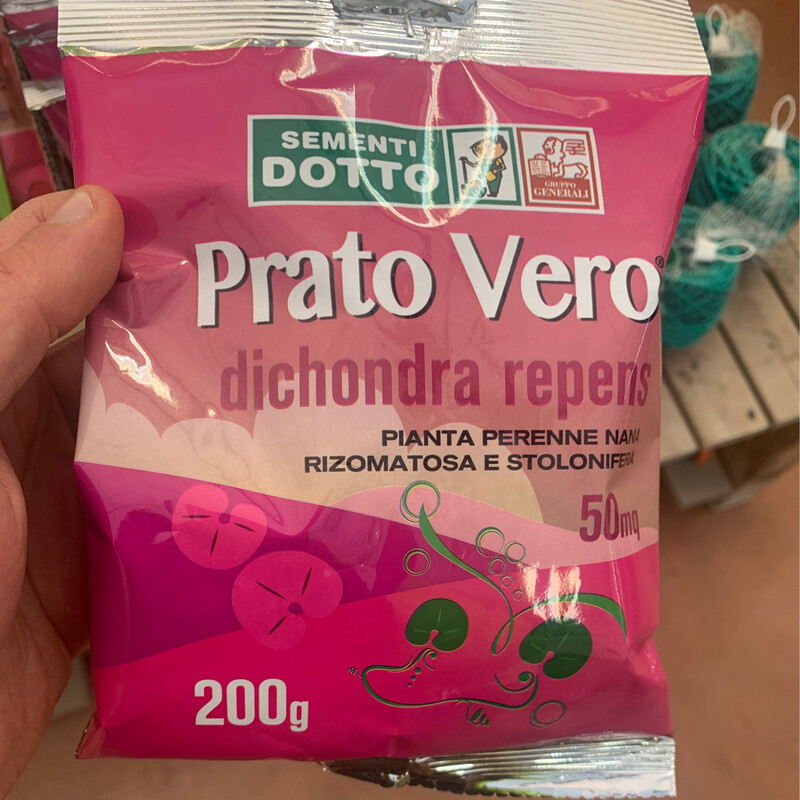 SEMENTI
DOTTO
GRUPPO
GENERALI
Prato Vero®
dichondra repens
PIANTA PERENNE NANA
RIZOMATOSA E STOLONIFERA
50mq
200g